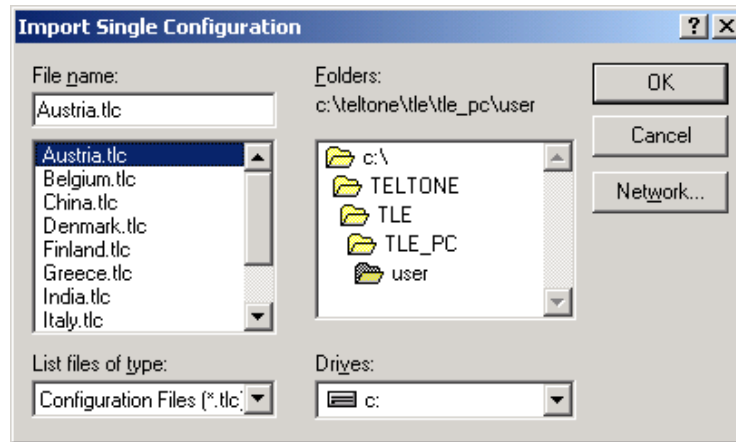 Import Single Configuration
File name:
Austria.tlc
Austria.tlc
Belgium.tlc
China.tlc
Denmark.tlc
Finland.tlc
Greece.tlc
India.tlc
Italy.tlc
List files of type:
Configuration Files (*.tlc)
Folders:
c:\teltone\tle\tle_pc\user
c:\
TELTONE
TLE
TLE_PC
user
Drives:
c:
OK
Cancel
Network...